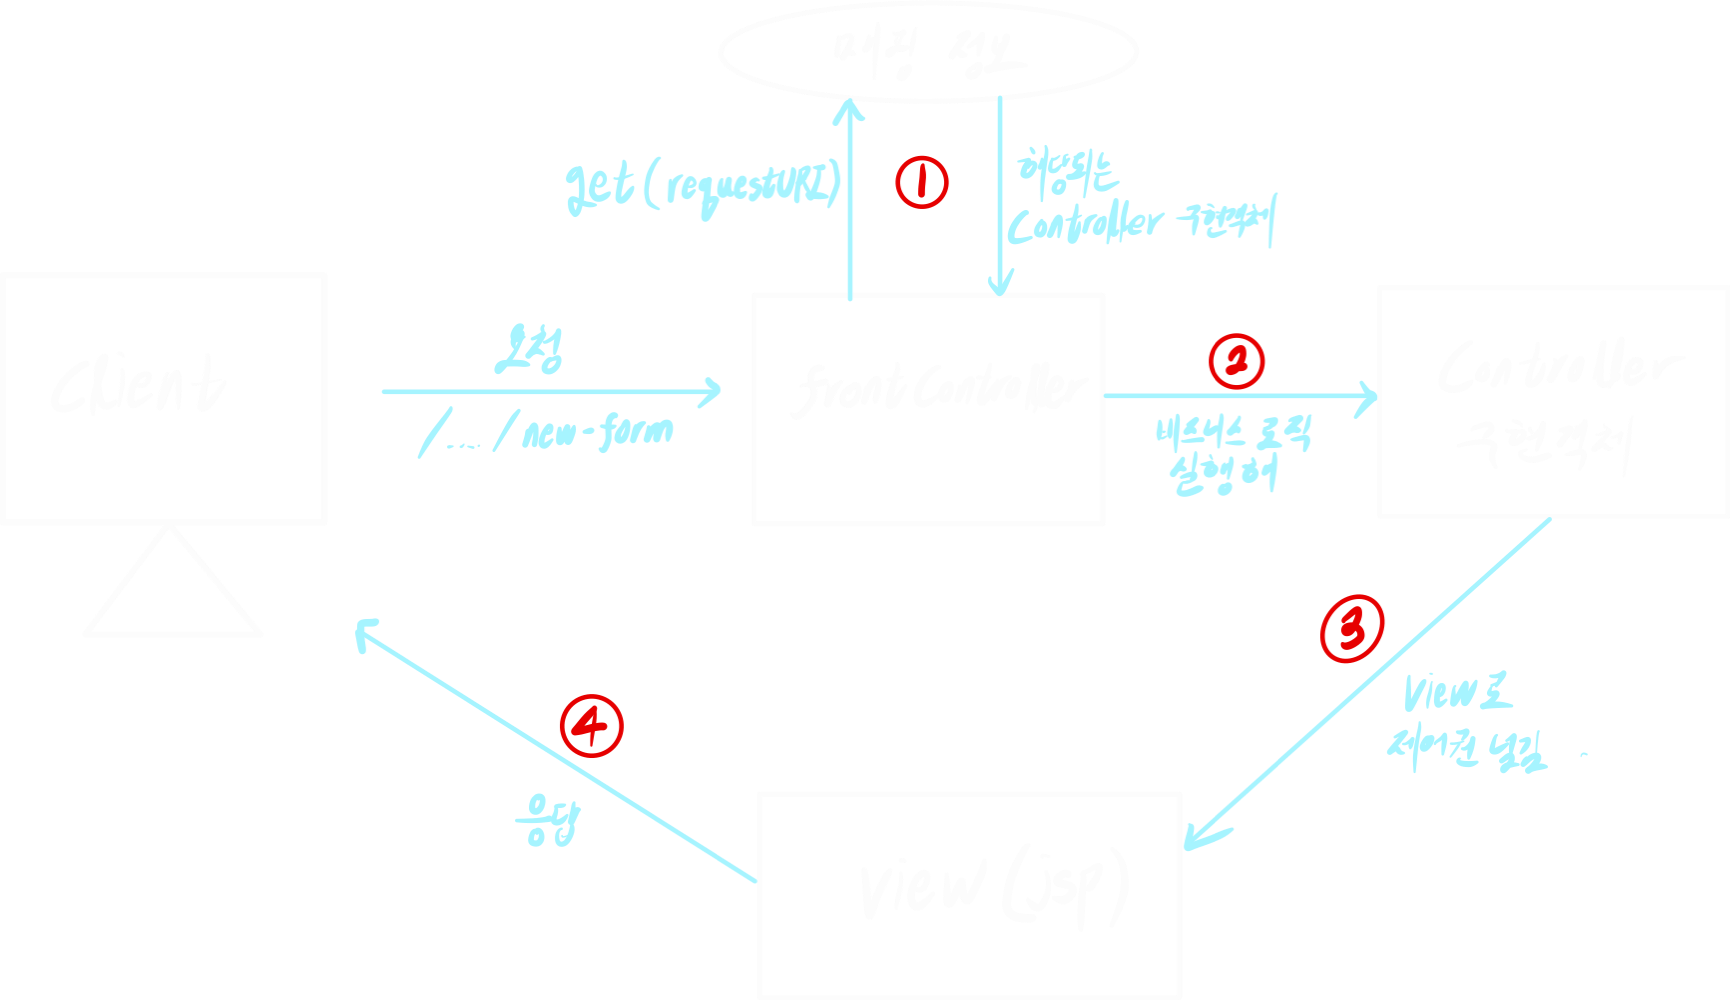 매핑 정보
get(requestURI)
①
해당되는
Controller 구현객체
Client
요청
/..../new-form
front Controller
②
비즈니스 로직
실행해
Controller
구현객체
③
View로
제어권 넘김
④
응답
View (jsp)